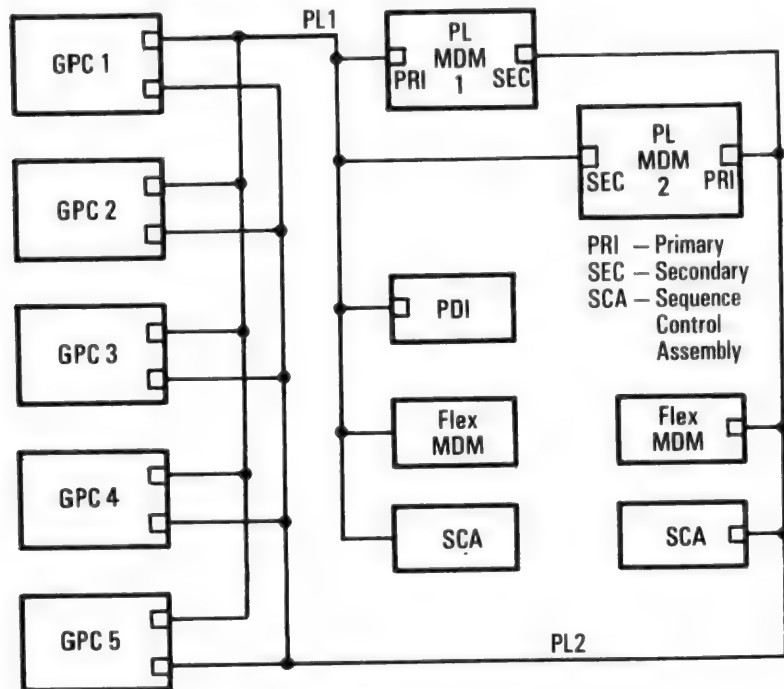 PL1
GPC 1
GPC 2
GPC 3
GPC 4
GPC 5
PL
MDM
1
PRI
SEC
PL
MDM
2
SEC
PRI
PRI – Primary
SEC – Secondary
SCA – Sequence
Control
Assembly
PDI
Flex
MDM
Flex
MDM
SCA
SCA
PL2